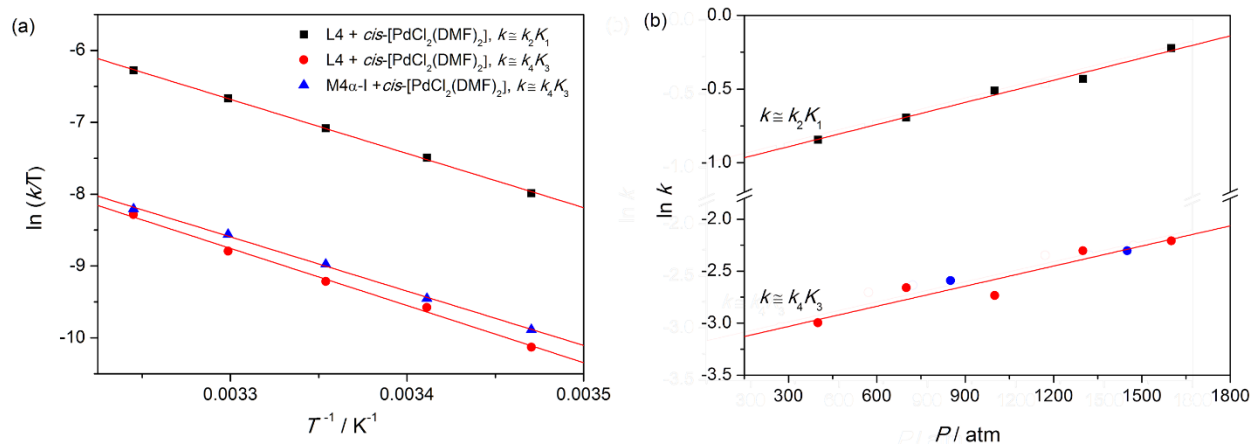 (a)
L4 + cis-[PdCl₂(DMF)₂], k ≅ k₂K₁
L4 + cis-[PdCl₂(DMF)₂], k ≅ k₄K₃
M4α-I +cis-[PdCl₂(DMF)₂], k ≅ k₄K₃
-6
-7
-8
-9
-10
ln (k/T)
0.0033
0.0034
0.0035
T⁻¹ / K⁻¹
(b)
0.0
-0.5
-1.0
-2.0
-2.5
-3.0
-3.5
ln k
k ≅ k₂K₁
k ≅ k₄K₃
300
600
900
1200
1500
1800
P / atm